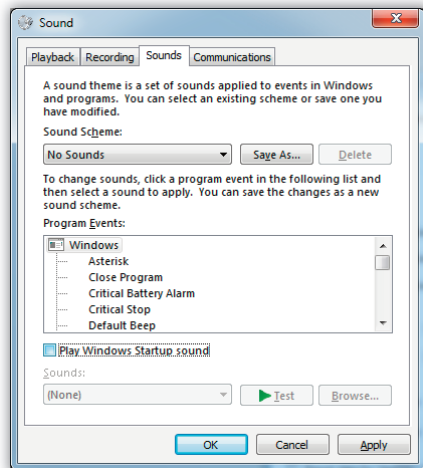 Sound
Playback Recording Sounds Communications
A sound theme is a set of sounds applied to events in Windows
and programs. You can select an existing scheme or save one you
have modified.
Sound Scheme:
No Sounds Save As... Delete
To change sounds, click a program event in the following list and
then select a sound to apply. You can save the changes as a new
sound scheme.
Program Events:
Windows
Asterisk
Close Program
Critical Battery Alarm
Critical Stop
Default Beep
Play Windows Startup sound
Sounds:
(None) Test Browse...
OK Cancel Apply